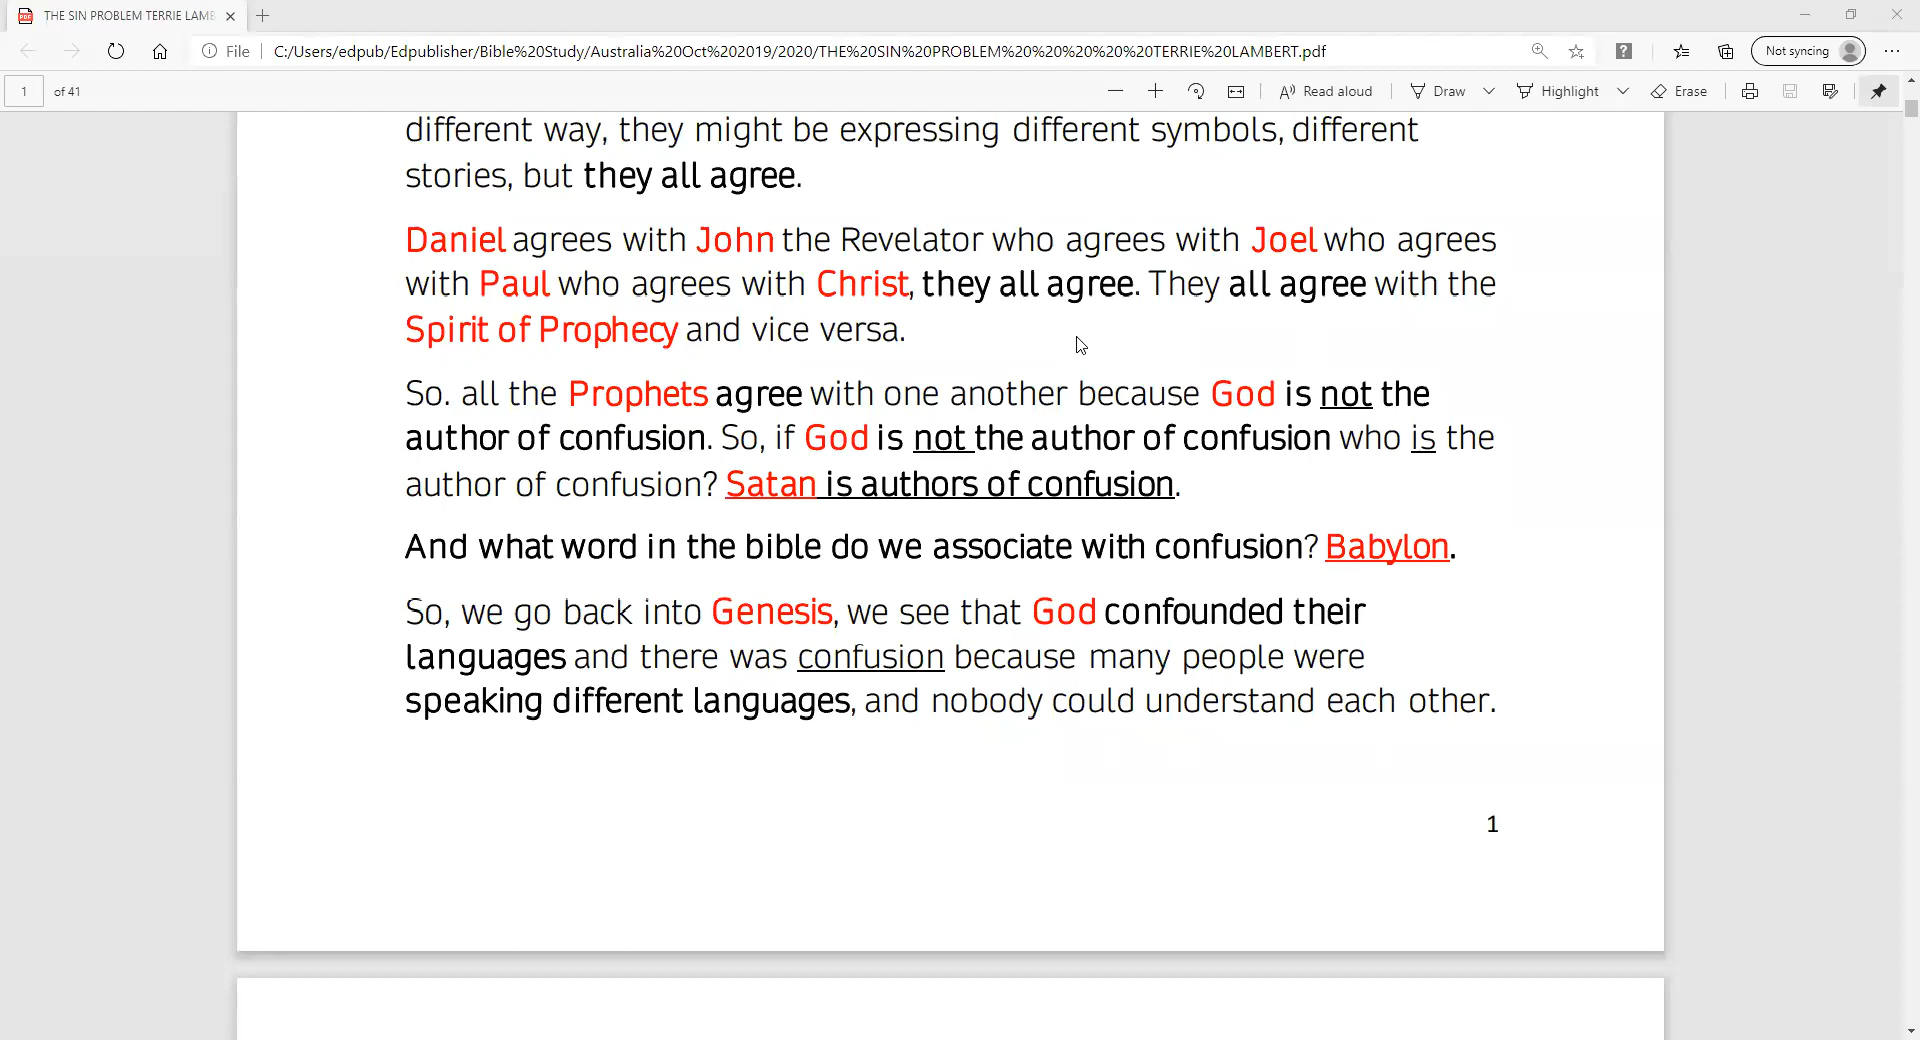 THE SIN PROBLEM TERRIE LAMB
File C:/Users/edpub/Edpublisher/Bible%20Study/Australia%20Oct%202019/2020/THE%20SIN%20PROBLEM%20%20%20%20%20TERRIE%20LAMBERT.pdf Not syncing
1 of 41 Read aloud Draw Highlight Erase
different way, they might be expressing different symbols, different
stories, but they all agree.
Daniel agrees with John the Revelator who agrees with Joel who agrees
with Paul who agrees with Christ, they all agree. They all agree with the
Spirit of Prophecy and vice versa.
So. all the Prophets agree with one another because God is not the
author of confusion. So, if God is not the author of confusion who is the
author of confusion? Satan is authors of confusion.
And what word in the bible do we associate with confusion? Babylon.
So, we go back into Genesis, we see that God confounded their
languages and there was confusion because many people were
speaking different languages, and nobody could understand each other.
1